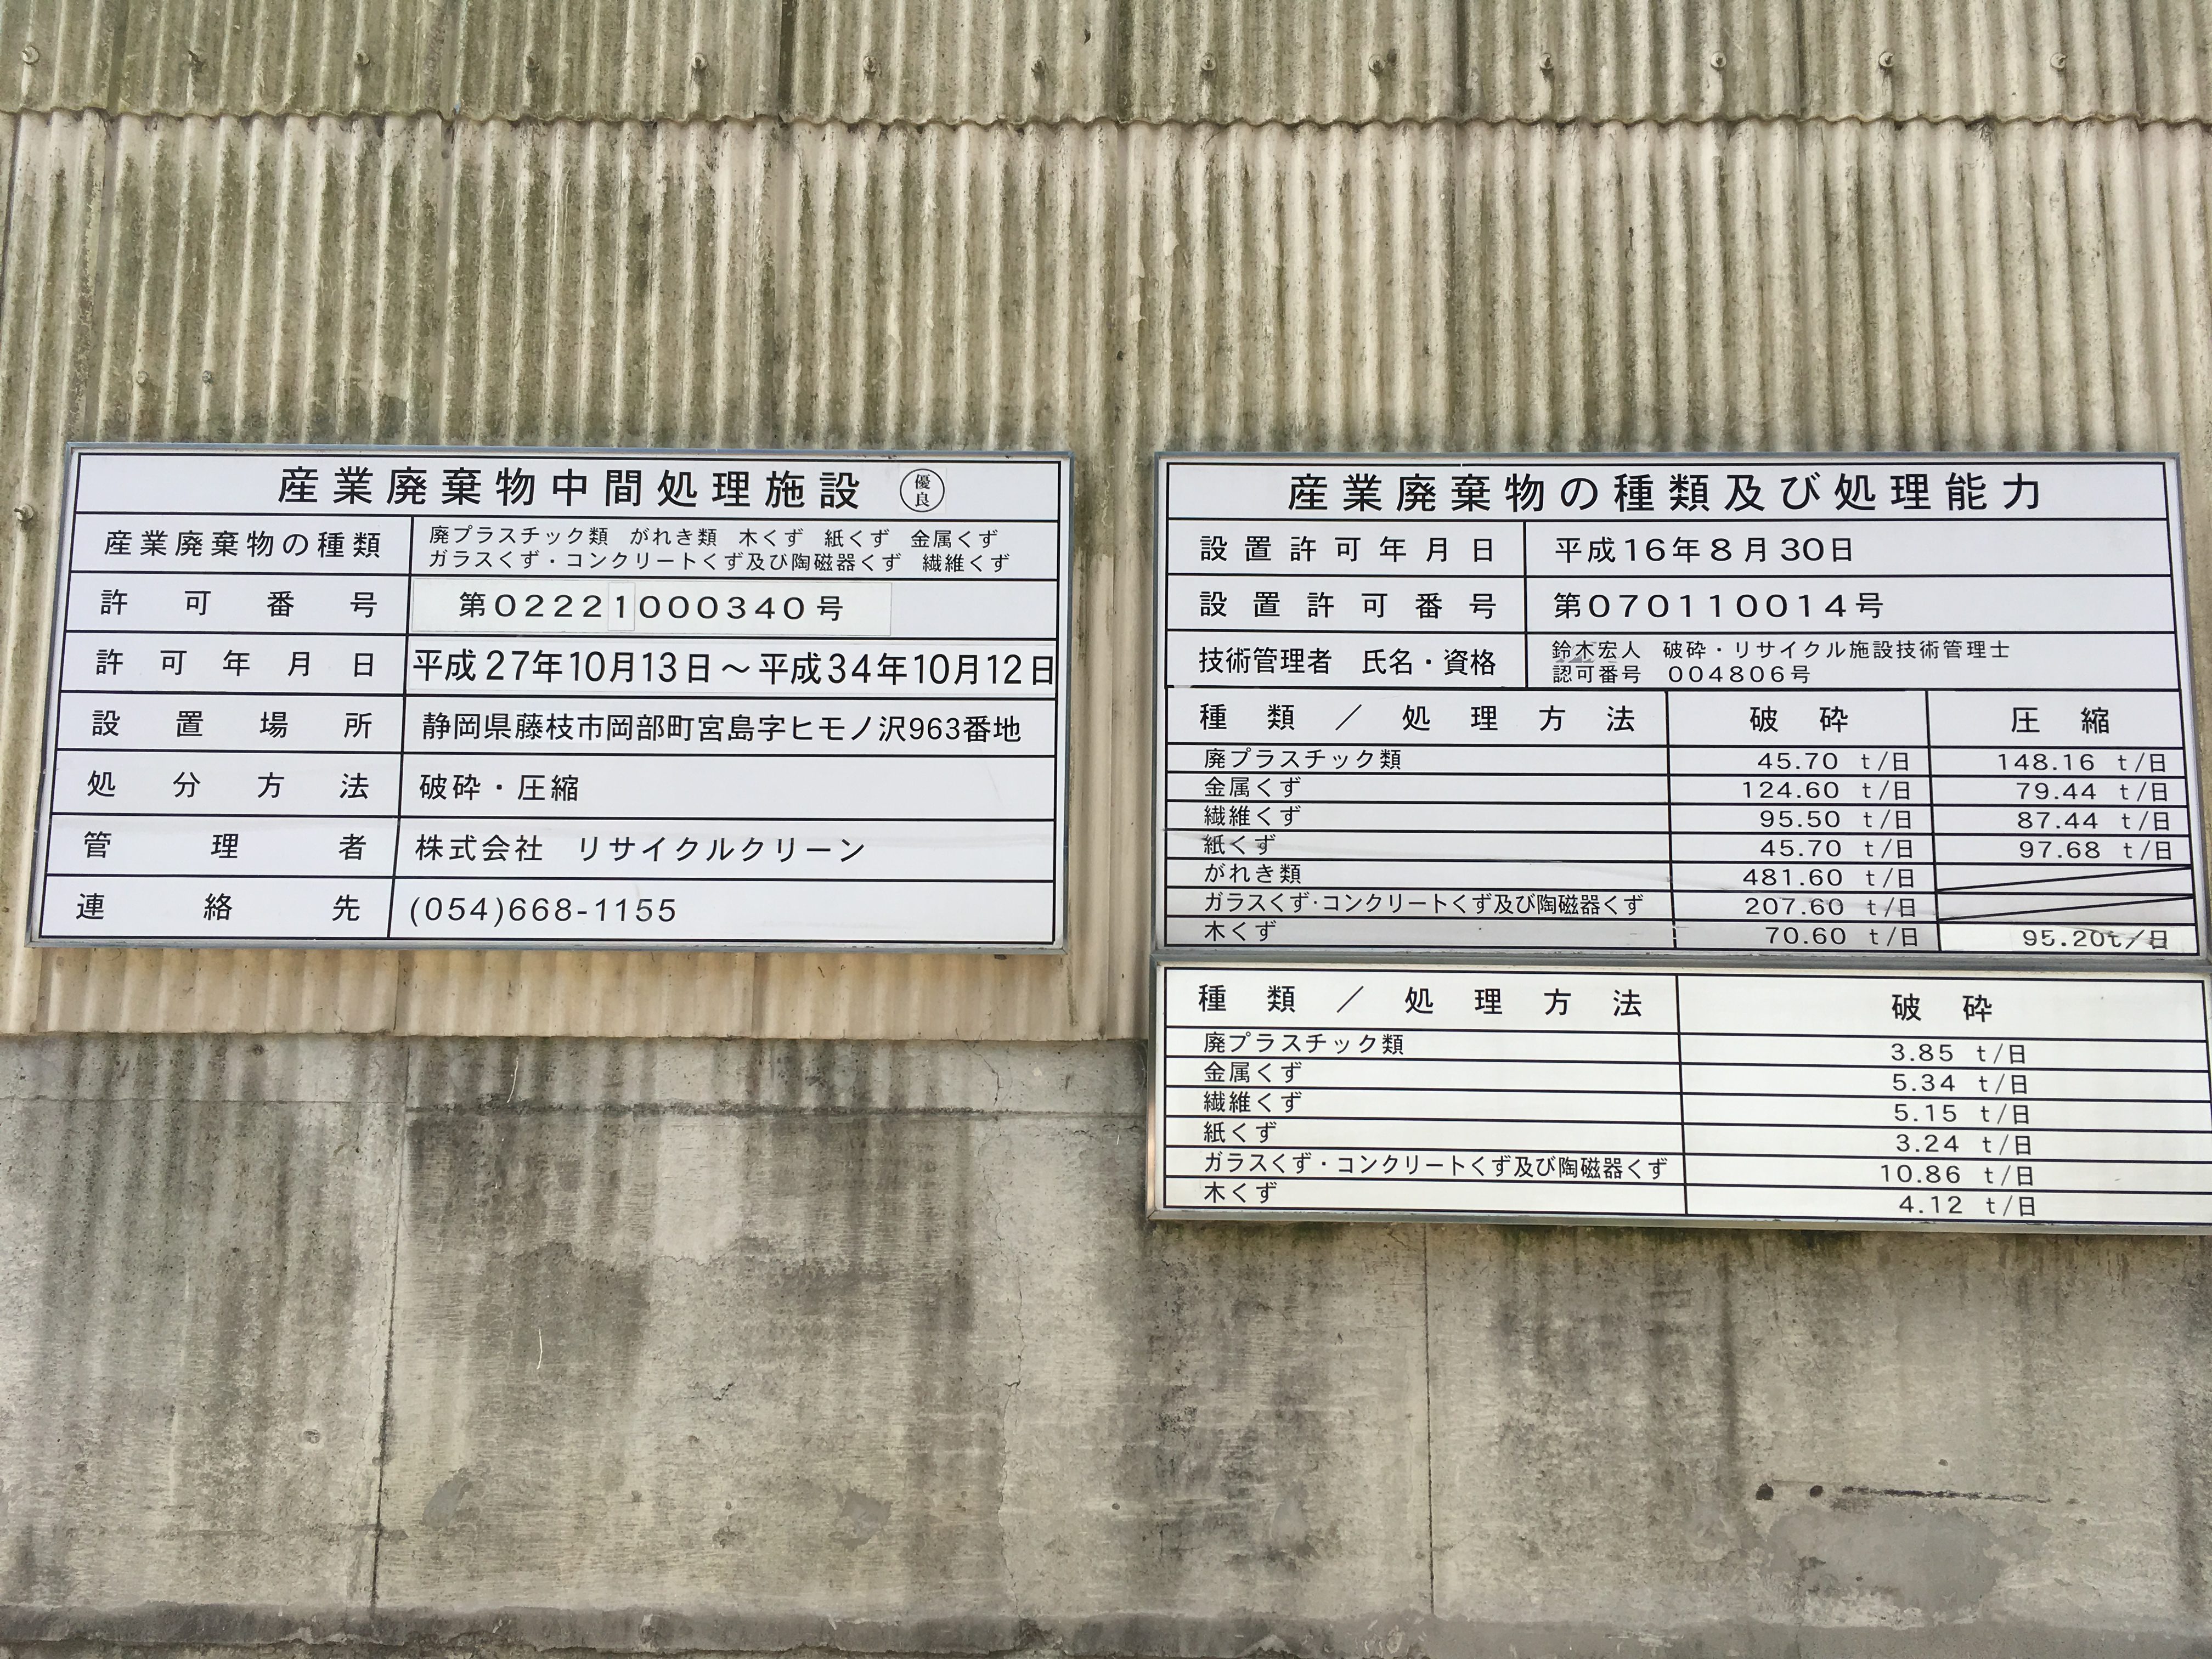 産業廃棄物中間処理施設 優良
産業廃棄物の種類 廃プラスチック類 がれき類 木くず 紙くず 金属くず
ガラスくず・コンクリートくず及び陶磁器くず 繊維くず
許可番号 第02221000340号
許可年月日 平成27年10月13日～平成34年10月12日
設置場所 静岡県藤枝市岡部町宮島字ヒモノ沢963番地
処分方法 破砕・圧縮
管理者 株式会社 リサイクルクリーン
連絡先 (054)668-1155
産業廃棄物の種類及び処理能力
設置許可年月日 平成16年8月30日
設置許可番号 第070110014号
技術管理者 氏名・資格 鈴木宏人 破砕・リサイクル施設技術管理士
認可番号 004806号
種類／処理方法 破砕 圧縮
廃プラスチック類 45.70 t/日 148.16 t/日
金属くず 124.60 t/日 79.44 t/日
繊維くず 95.50 t/日 87.44 t/日
紙くず 45.70 t/日 97.68 t/日
がれき類 481.60 t/日
ガラスくず・コンクリートくず及び陶磁器くず 207.60 t/日
木くず 70.60 t/日 95.20t/日
種類／処理方法 破砕
廃プラスチック類 3.85 t/日
金属くず 5.34 t/日
繊維くず 5.15 t/日
紙くず 3.24 t/日
ガラスくず・コンクリートくず及び陶磁器くず 10.86 t/日
木くず 4.12 t/日